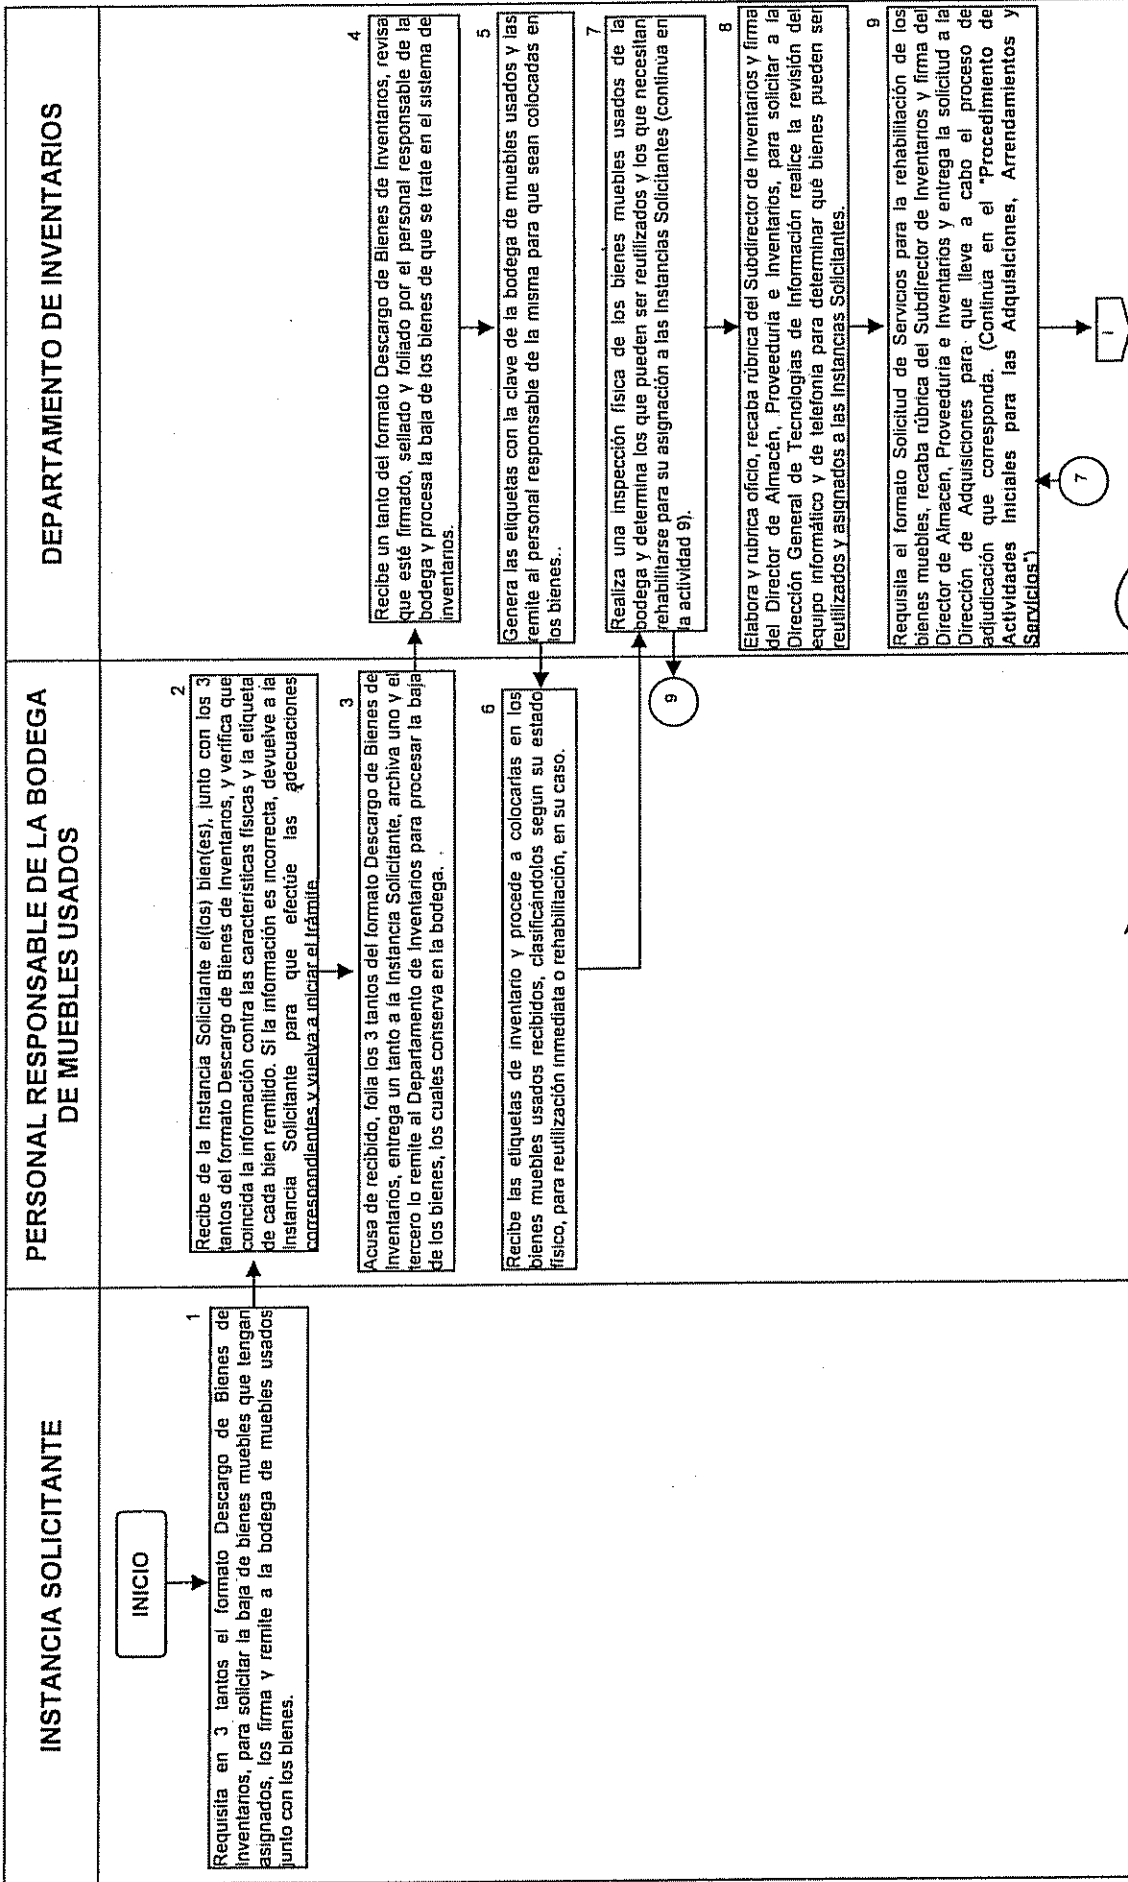 INSTANCIA SOLICITANTE
PERSONAL RESPONSABLE DE LA BODEGA
DE MUEBLES USADOS
DEPARTAMENTO DE INVENTARIOS
INICIO
1
Requisita en 3 tantos el formato Descargo de Bienes de
Inventarios, para solicitar la baja de bienes muebles que tengan
asignados, los firma y remite a la bodega de muebles usados
junto con los bienes.
2
Recibe de la Instancia Solicitante el(los) bien(es), junto con los 3
tantos del formato Descargo de Bienes de Inventarios, y verifica que
coincida la información contra las características físicas y la etiqueta
de cada bien remitido. Si la información es incorrecta, devuelve a la
Instancia Solicitante para que efectúe las adecuaciones
correspondientes y vuelva a iniciar el trámite.
3
Acusa de recibido, folia los 3 tantos del formato Descargo de Bienes de
Inventarios, entrega un tanto a la Instancia Solicitante, archiva uno y el
tercero lo remite al Departamento de Inventarios para procesar la baja
de los bienes, los cuales conserva en la bodega.
4
Recibe un tanto del formato Descargo de Bienes de Inventarios, revisa
que esté firmado, sellado y foliado por el personal responsable de la
bodega y procesa la baja de los bienes de que se trate en el sistema de
inventarios.
5
Genera las etiquetas con la clave de la bodega de muebles usados y las
remite al personal responsable de la misma para que sean colocadas en
los bienes..
6
Recibe las etiquetas de inventario y procede a colocarlas en los
bienes muebles usados recibidos, clasificándolos según su estado
físico, para reutilización inmediata o rehabilitación, en su caso.
7
Realiza una inspección física de los bienes muebles usados de la
bodega y determina los que pueden ser reutilizados y los que necesitan
rehabilitarse para su asignación a las Instancias Solicitantes (continúa en
la actividad 9).
9
8
Elabora y rubrica oficio, recaba rúbrica del Subdirector de Inventarios y firma
del Director de Almacén, Proveeduría e Inventarios, para solicitar a la
Dirección General de Tecnologías de Información realice la revisión del
equipo informático y de telefonía para determinar qué bienes pueden ser
reutilizados y asignados a las Instancias Solicitantes.
9
Requisita el formato Solicitud de Servicios para la rehabilitación de los
bienes muebles, recaba rúbrica del Subdirector de Inventarios y firma del
Director de Almacén, Proveeduría e Inventarios y entrega la solicitud a la
Dirección de Adquisiciones para que lleve a cabo el proceso de
adjudicación que corresponda. (Continúa en el "Procedimiento de
Actividades Iniciales para las Adquisiciones, Arrendamientos y
Servicios")
7
I